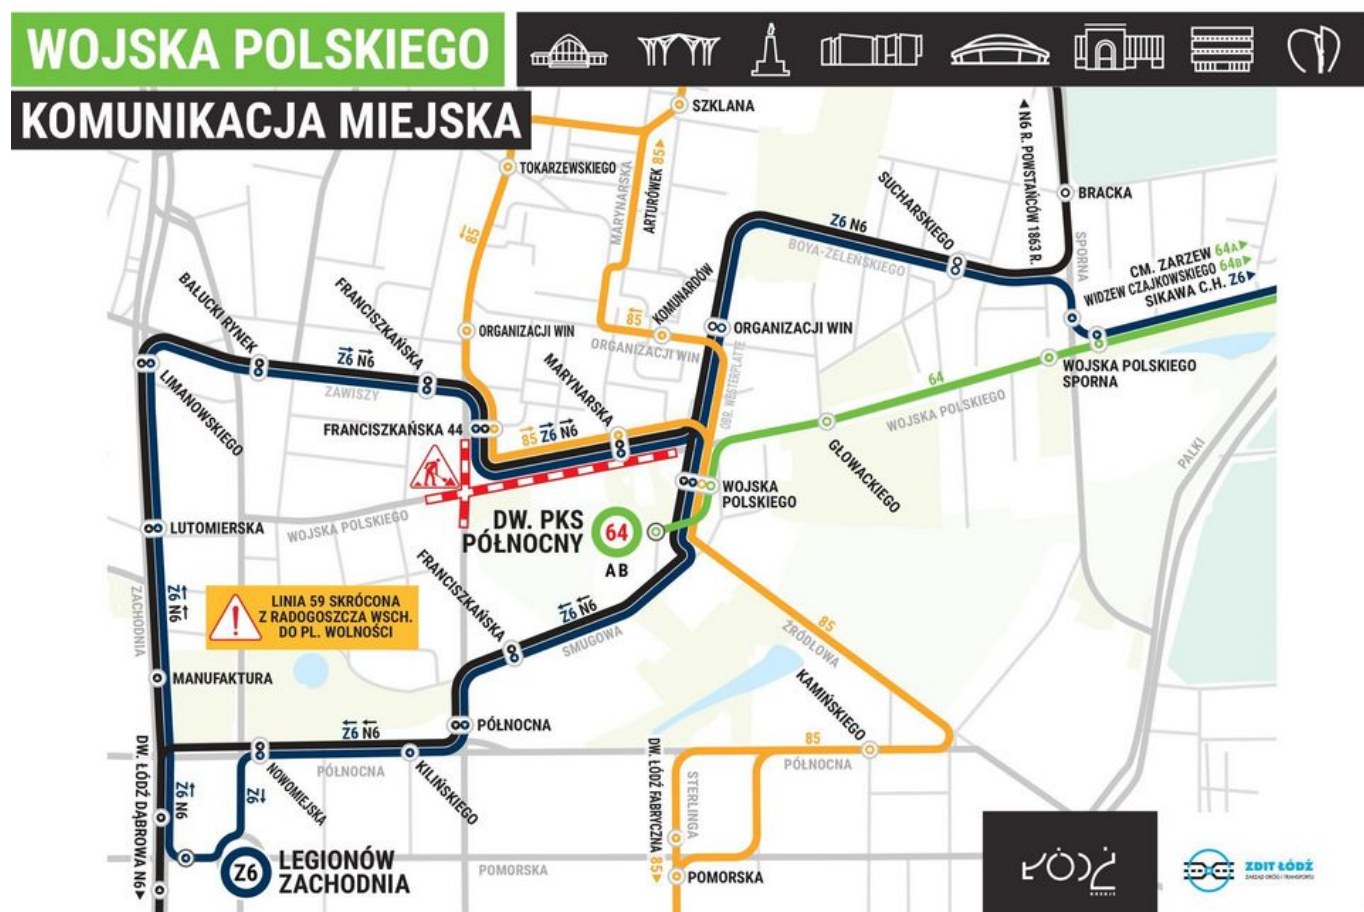 WOJSKA POLSKIEGO
KOMUNIKACJA MIEJSKA
SZKLANA
TOKARZEWSKIEGO
MARYNARSKA
ARTURÓWEK 85
N6 R. POWSTAŃCÓW 1863 R.
BRACKA
SUCHARSKIEGO
Z6 N6
BOYA-ŻELEŃSKIEGO
SPORNA
85
CM. ZARZEW 64A
WIDZEW CZAJKOWSKIEGO 64B
SIKAWA C.H. Z6
BAŁUCKI RYNEK
FRANCISZKAŃSKA
KOMUNARDÓW
85
ORGANIZACJI WIN
ORGANIZACJI WIN
ORGANIZACJI WIN
OBR. WESTERPLATTE
Z6 N6
ZAWISZY
LIMANOWSKIEGO
MARYNARSKA
WOJSKA POLSKIEGO
SPORNA
64
WOJSKA POLSKIEGO
FRANCISZKAŃSKA 44
85 Z6 N6
GŁOWACKIEGO
PALKI
WOJSKA
POLSKIEGO
LUTOMIERSKA
WOJSKA POLSKIEGO
DW. PKS
PÓŁNOCNY
64
A B
FRANCISZKAŃSKA
ZACHODNIA
Z6 N6
LINIA 59 SKRÓCONA
Z RADOGOSZCZA WSCH.
DO PL. WOLNOŚCI
Z6 N6
SMUGOWA
85
ŹRÓDŁOWA
MANUFAKTURA
KAMIŃSKIEGO
PÓŁNOCNA
Z6 N6
85
PÓŁNOCNA
PÓŁNOCNA
DW. ŁÓDŹ DĄBROWA N6
Z6 N6
Z6
NOWOMIEJSKA
KILIŃSKIEGO
DW. ŁÓDŹ FABRYCZNA 85
STERLINGA
Z6
LEGIONÓW
ZACHODNIA
POMORSKA
POMORSKA
ŁÓDŹ
KREUJE
ZDIT ŁÓDŹ
ZARZĄD DRÓG I TRANSPORTU